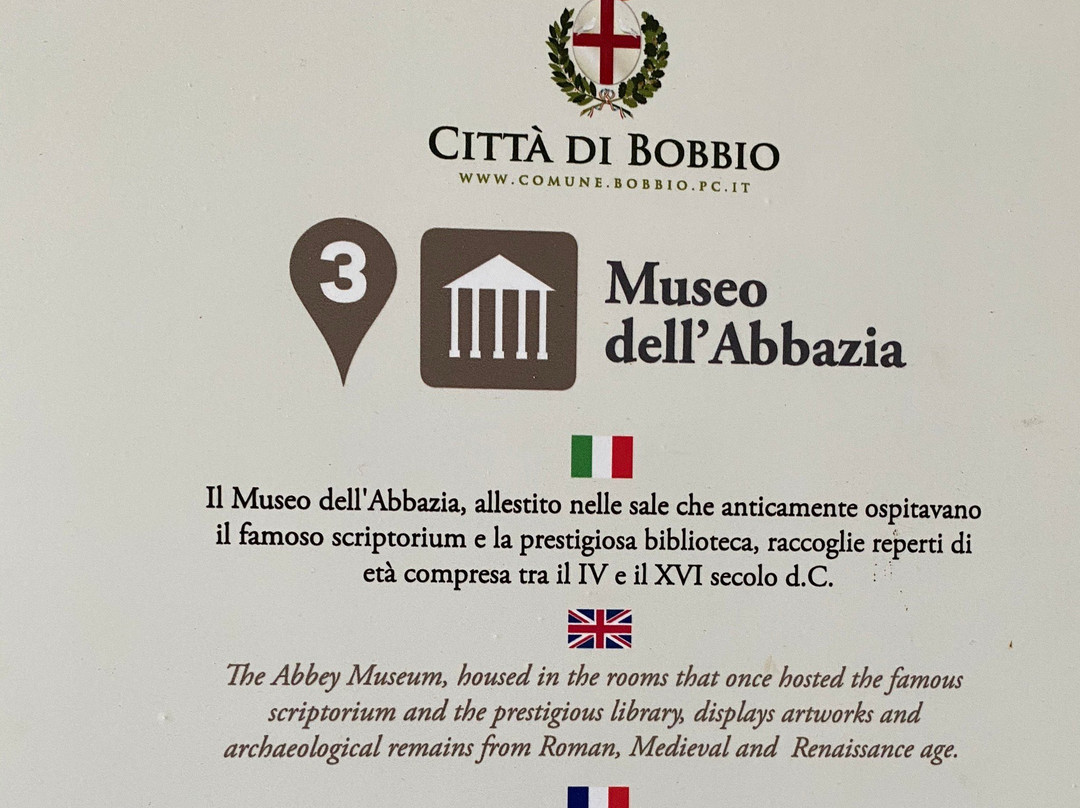 CITTÀ DI BOBBIO
WWW.COMUNE.BOBBIO.PC.IT
3
Museo
dell'Abbazia
Il Museo dell'Abbazia, allestito nelle sale che anticamente ospitavano
il famoso scriptorium e la prestigiosa biblioteca, raccoglie reperti di
età compresa tra il IV e il XVI secolo d.C.
The Abbey Museum, housed in the rooms that once hosted the famous
scriptorium and the prestigious library, displays artworks and
archaeological remains from Roman, Medieval and Renaissance age.